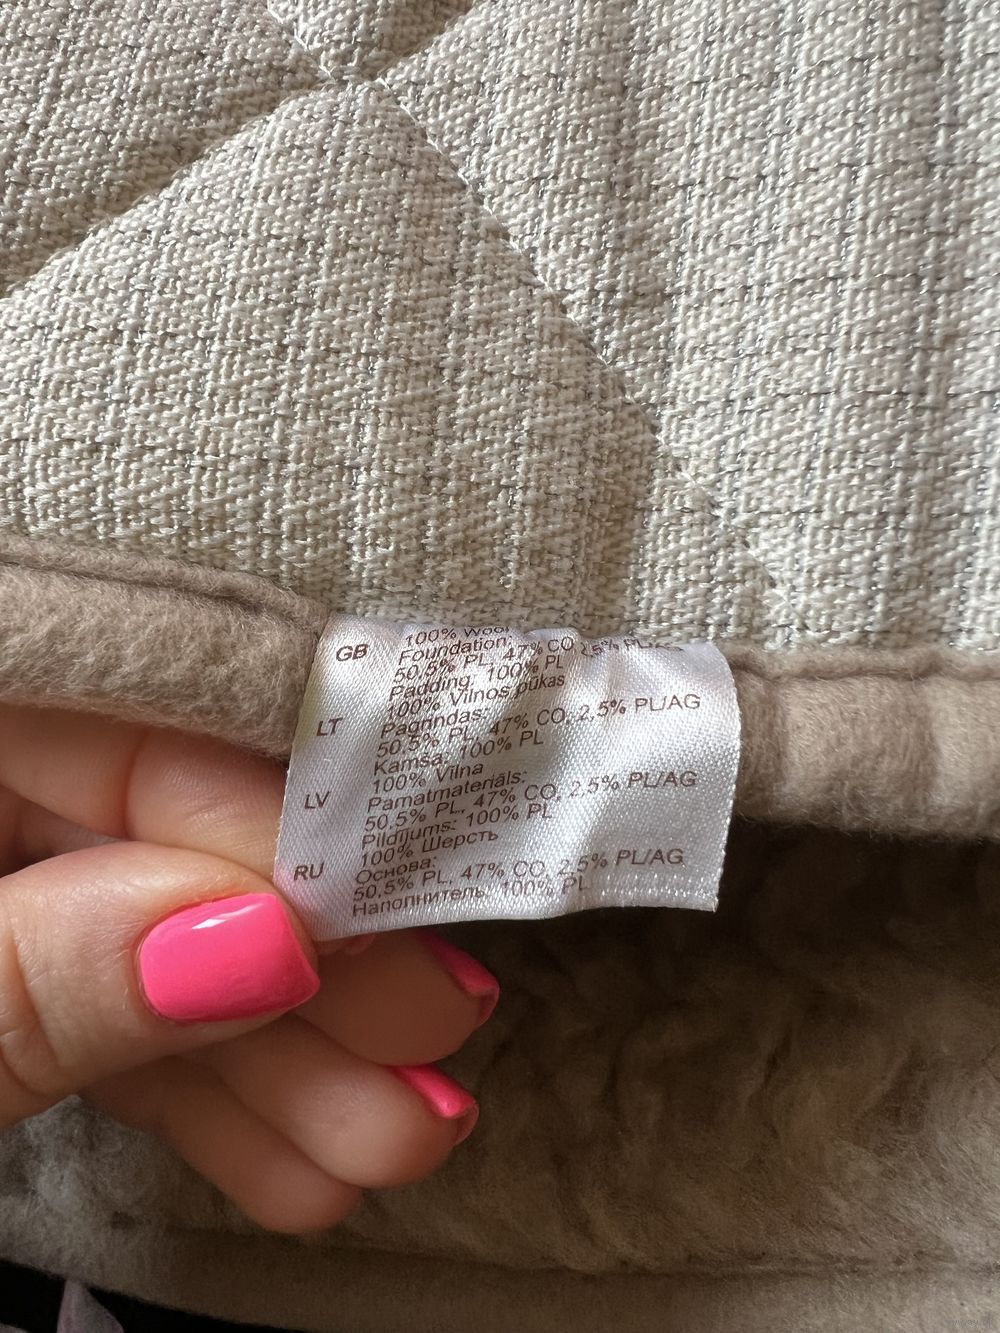 GB 100% Wool
Foundation:
50,5% PL, 47% CO 2,5% PL/AG
Padding: 100% PL
100% Vilnos pūkas
LT Pagrindas:
50,5% PL, 47% CO, 2,5% PL/AG
Kamša: 100% PL
100% Vilna
LV Pamatmateriāls:
50,5% PL, 47% CO, 2.5% PL/AG
Pildījums: 100% PL
100% Шерсть
RU Основа:
50,5% PL, 47% CO, 2,5% PL/AG
Наполнитель: 100% PL